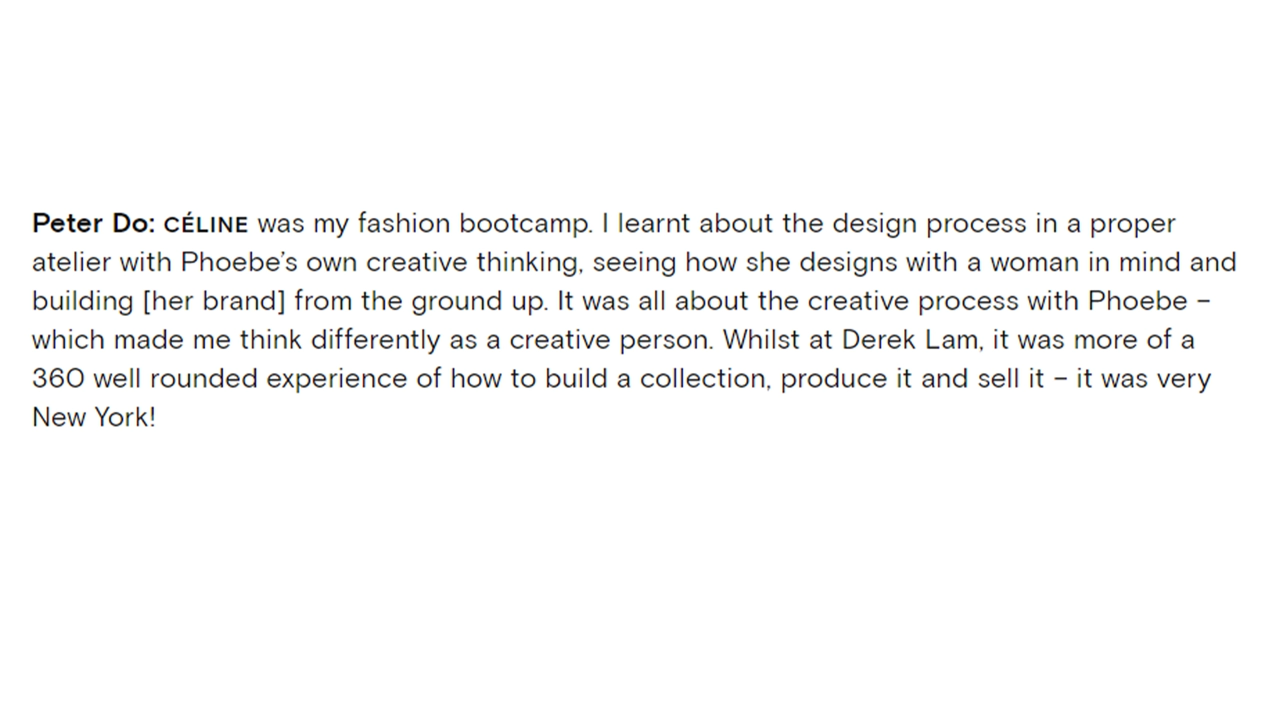 Peter Do: CÉLINE was my fashion bootcamp. I learnt about the design process in a proper
atelier with Phoebe’s own creative thinking, seeing how she designs with a woman in mind and
building [her brand] from the ground up. It was all about the creative process with Phoebe –
which made me think differently as a creative person. Whilst at Derek Lam, it was more of a
360 well rounded experience of how to build a collection, produce it and sell it – it was very
New York!